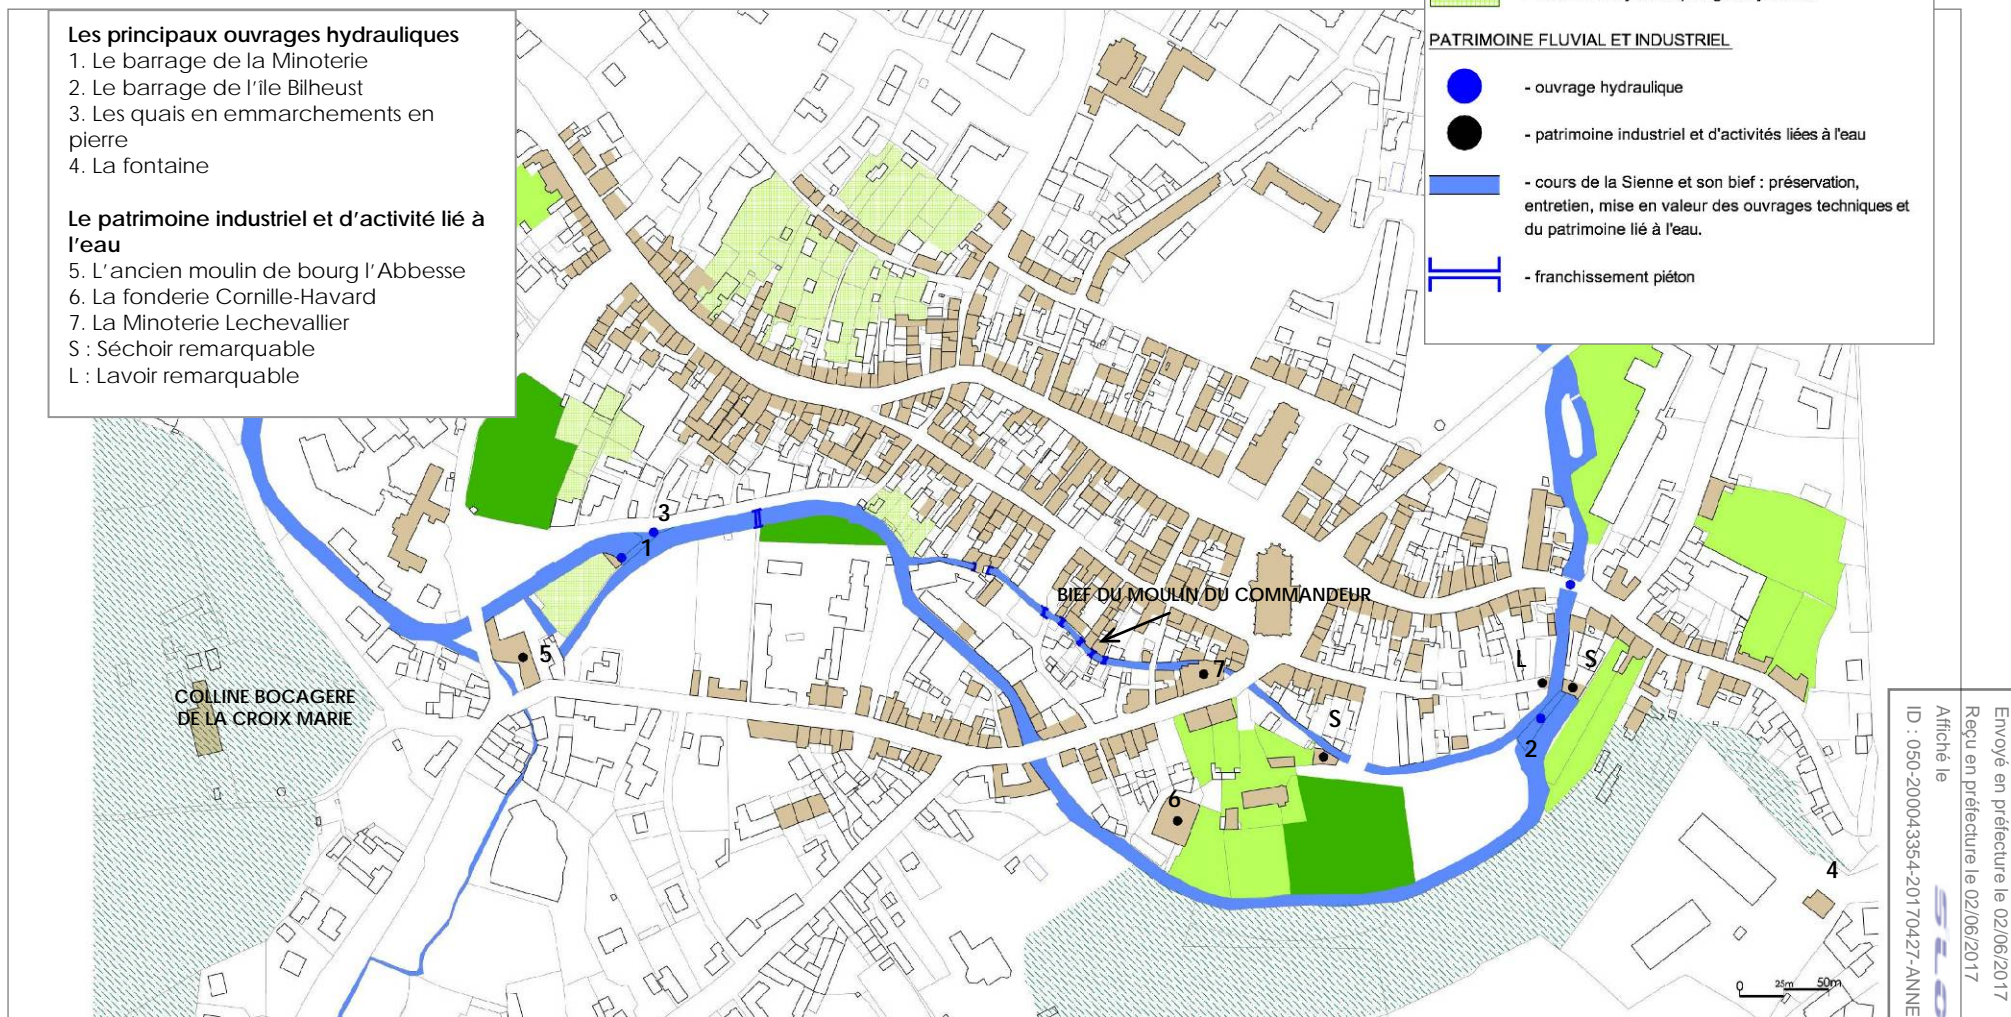 Les principaux ouvrages hydrauliques
1. Le barrage de la Minoterie
2. Le barrage de l'île Bilheust
3. Les quais en emmarchements en
pierre
4. La fontaine
Le patrimoine industriel et d'activité lié à
l'eau
5. L'ancien moulin de bourg l'Abbesse
6. La fonderie Cornille-Havard
7. La Minoterie Lechevallier
S : Séchoir remarquable
L : Lavoir remarquable
PATRIMOINE FLUVIAL ET INDUSTRIEL
- ouvrage hydraulique
- patrimoine industriel et d'activités liées à l'eau
- cours de la Sienne et son bief : préservation,
entretien, mise en valeur des ouvrages techniques et
du patrimoine lié à l'eau.
- franchissement piéton
3
1
BIEF DU MOULIN DU COMMANDEUR
5
7
L
S
COLLINE BOCAGERE
DE LA CROIX MARIE
S
2
6
4
0 25m 50m
Envoyé en préfecture le 02/06/2017
Reçu en préfecture le 02/06/2017
Affiché le
SLO
ID : 050-200043354-20170427-ANNE